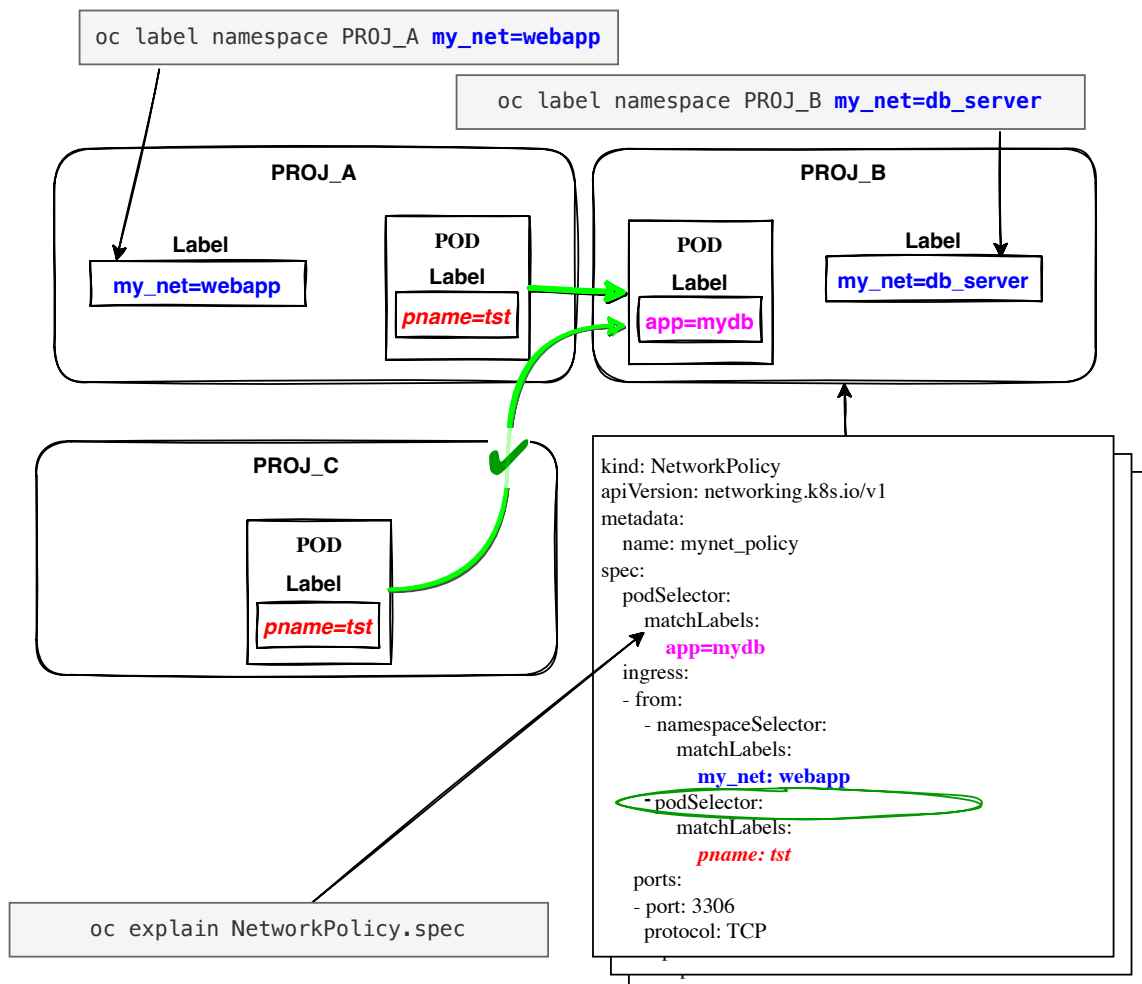 oc label namespace PROJ_A my_net=webapp
oc label namespace PROJ_B my_net=db_server
PROJ_A
Label
my_net=webapp
POD
Label
pname=tst
PROJ_B
POD
Label
app=mydb
Label
my_net=db_server
PROJ_C
POD
Label
pname=tst
kind: NetworkPolicy
apiVersion: networking.k8s.io/v1
metadata:
name: mynet_policy
spec:
podSelector:
matchLabels:
app=mydb
ingress:
- from:
- namespaceSelector:
matchLabels:
my_net: webapp
- podSelector:
matchLabels:
pname: tst
ports:
- port: 3306
protocol: TCP
oc explain NetworkPolicy.spec